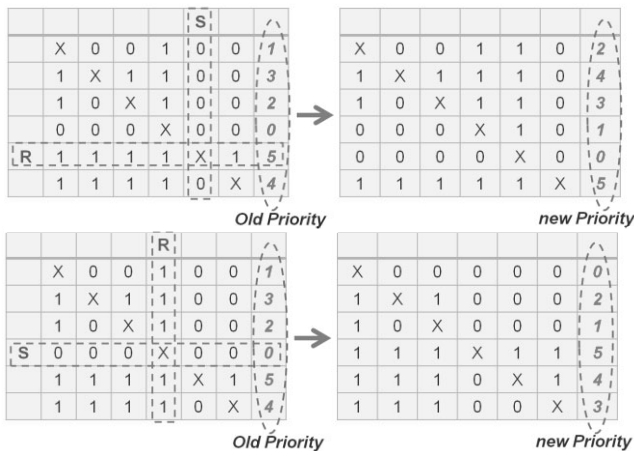 S
X 0 0 1 0 0 1 X 0 0 1 1 0 2
1 X 1 1 0 0 3 1 X 1 1 1 0 4
1 0 X 1 0 0 2 1 0 X 1 1 0 3
0 0 0 X 0 0 0 0 0 0 X 1 0 1
R 1 1 1 1 X 1 5 0 0 0 0 X 0 0
1 1 1 1 0 X 4 1 1 1 1 1 X 5
Old Priority new Priority
R
X 0 0 1 0 0 1 X 0 0 0 0 0 0
1 X 1 1 0 0 3 1 X 1 0 0 0 2
1 0 X 1 0 0 2 1 0 X 0 0 0 1
S 0 0 0 X 0 0 0 1 1 1 X 1 1 5
1 1 1 1 X 1 5 1 1 1 0 X 1 4
1 1 1 1 0 X 4 1 1 1 0 0 X 3
Old Priority new Priority